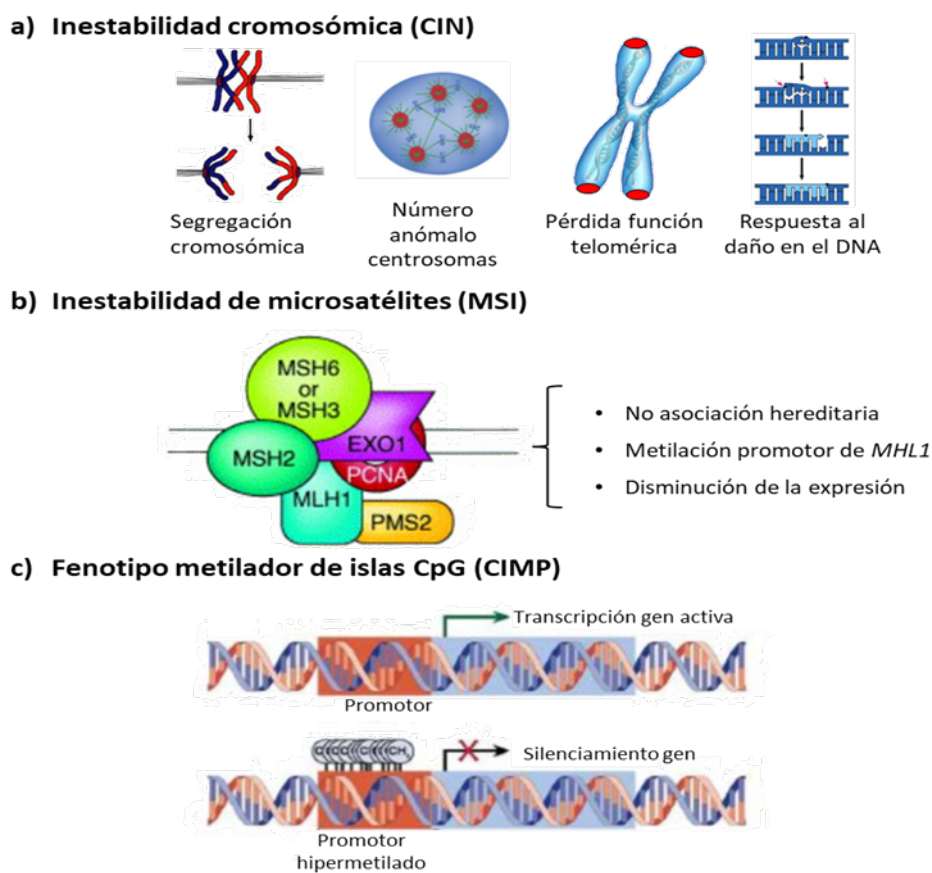 a) Inestabilidad cromosómica (CIN)
Segregación
cromosómica
Número
anómalo
centrosomas
Pérdida función
telomérica
Respuesta al
daño en el DNA
b) Inestabilidad de microsatélites (MSI)
MSH6
or
MSH3
MSH2
EXO1
PCNA
MLH1
PMS2
• No asociación hereditaria
• Metilación promotor de MHL1
• Disminución de la expresión
c) Fenotipo metilador de islas CpG (CIMP)
Transcripción gen activa
Promotor
Silenciamiento gen
Promotor
hipermetilado